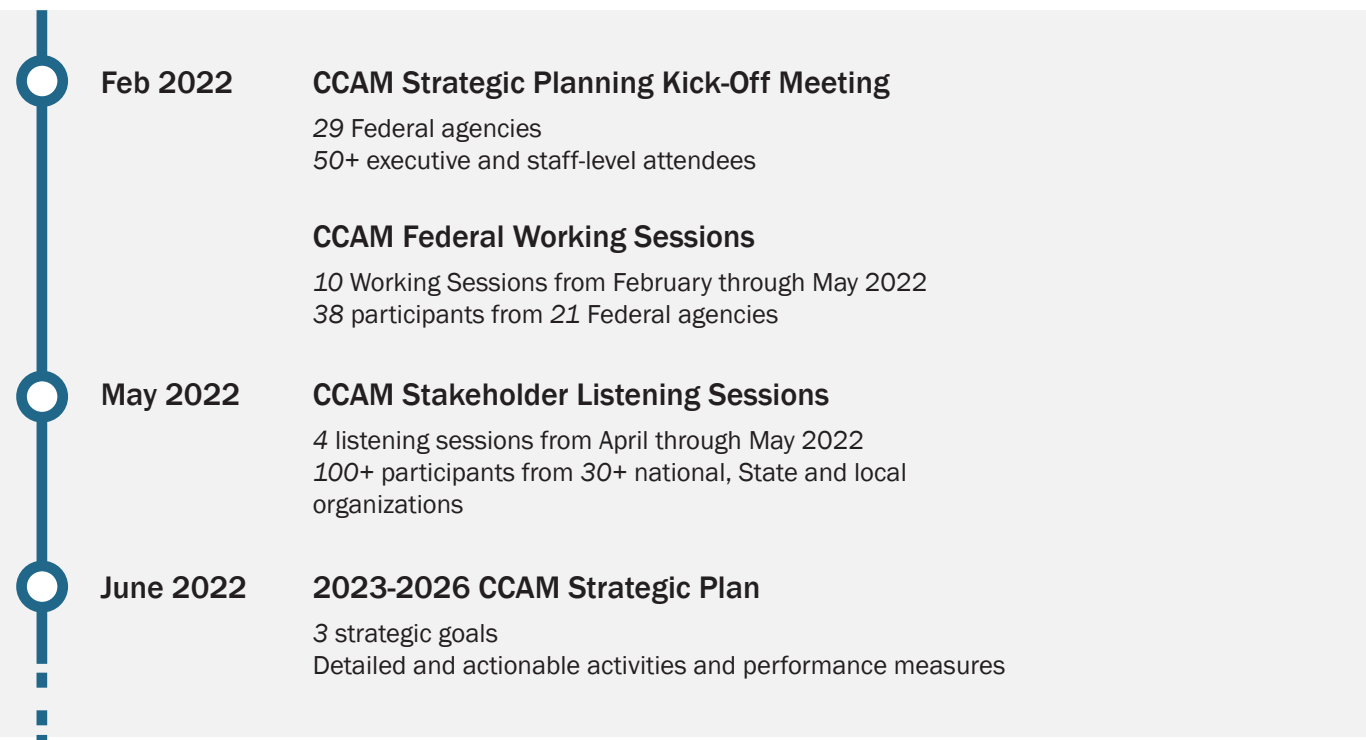 Feb 2022 CCAM Strategic Planning Kick-Off Meeting
29 Federal agencies
50+ executive and staff-level attendees
CCAM Federal Working Sessions
10 Working Sessions from February through May 2022
38 participants from 21 Federal agencies
May 2022 CCAM Stakeholder Listening Sessions
4 listening sessions from April through May 2022
100+ participants from 30+ national, State and local
organizations
June 2022 2023-2026 CCAM Strategic Plan
3 strategic goals
Detailed and actionable activities and performance measures